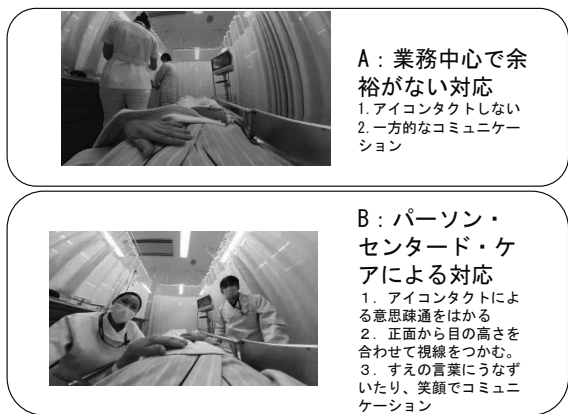 A：業務中心で余
裕がない対応
1.アイコンタクトしない
2.一方的なコミュニケー
ション
B：パーソン・
センタード・ケ
アによる対応
１．アイコンタクトによ
る意思疎通をはかる
２．正面から目の高さを
合わせて視線をつかむ。
３．すえの言葉にうなず
いたり、笑顔でコミュニ
ケーション